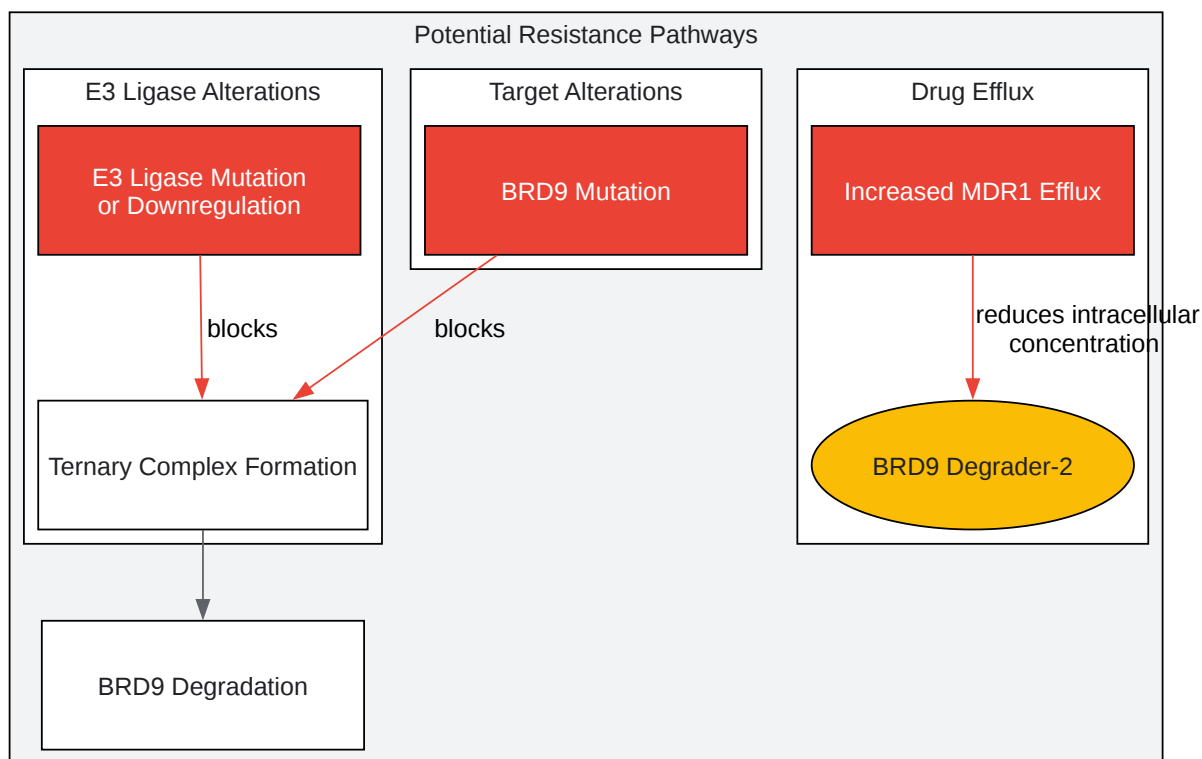 Potential Resistance Pathways
E3 Ligase Alterations
Target Alterations
Drug Efflux
E3 Ligase Mutation
or Downregulation
BRD9 Mutation
Increased MDR1 Efflux
blocks
blocks
reduces intracellular
concentration
Ternary Complex Formation
BRD9 Degrader-2
BRD9 Degradation